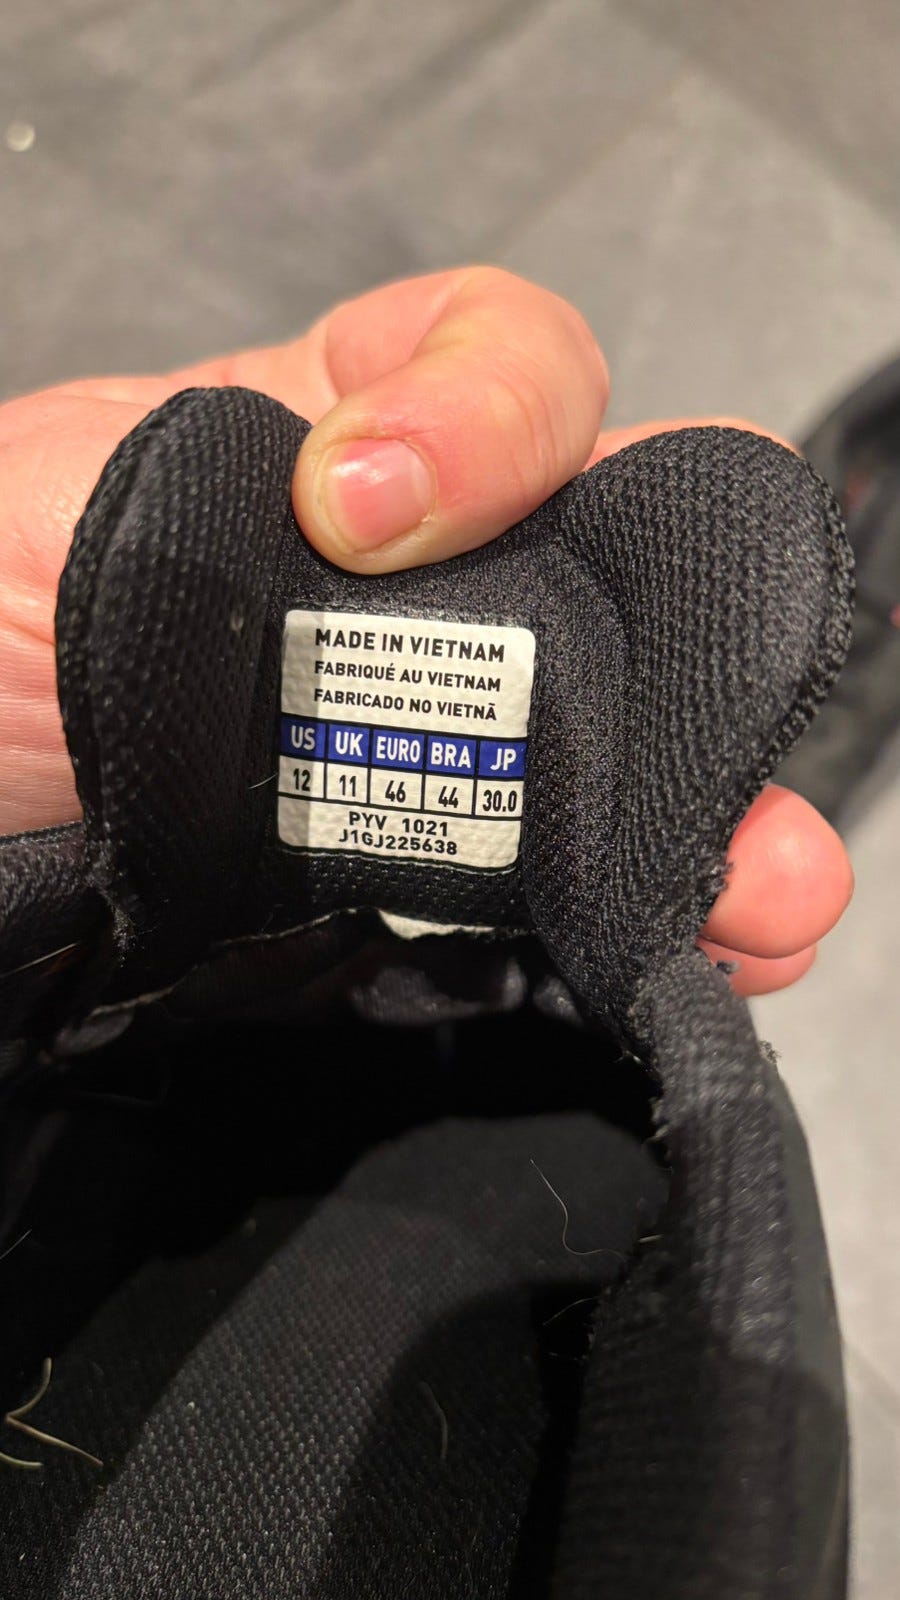 MADE IN VIETNAM
FABRIQUÉ AU VIETNAM
FABRICADO NO VIETNÃ
US UK EURO BRA JP
12 11 46 44 30.0
PYV 1021
J1GJ225638